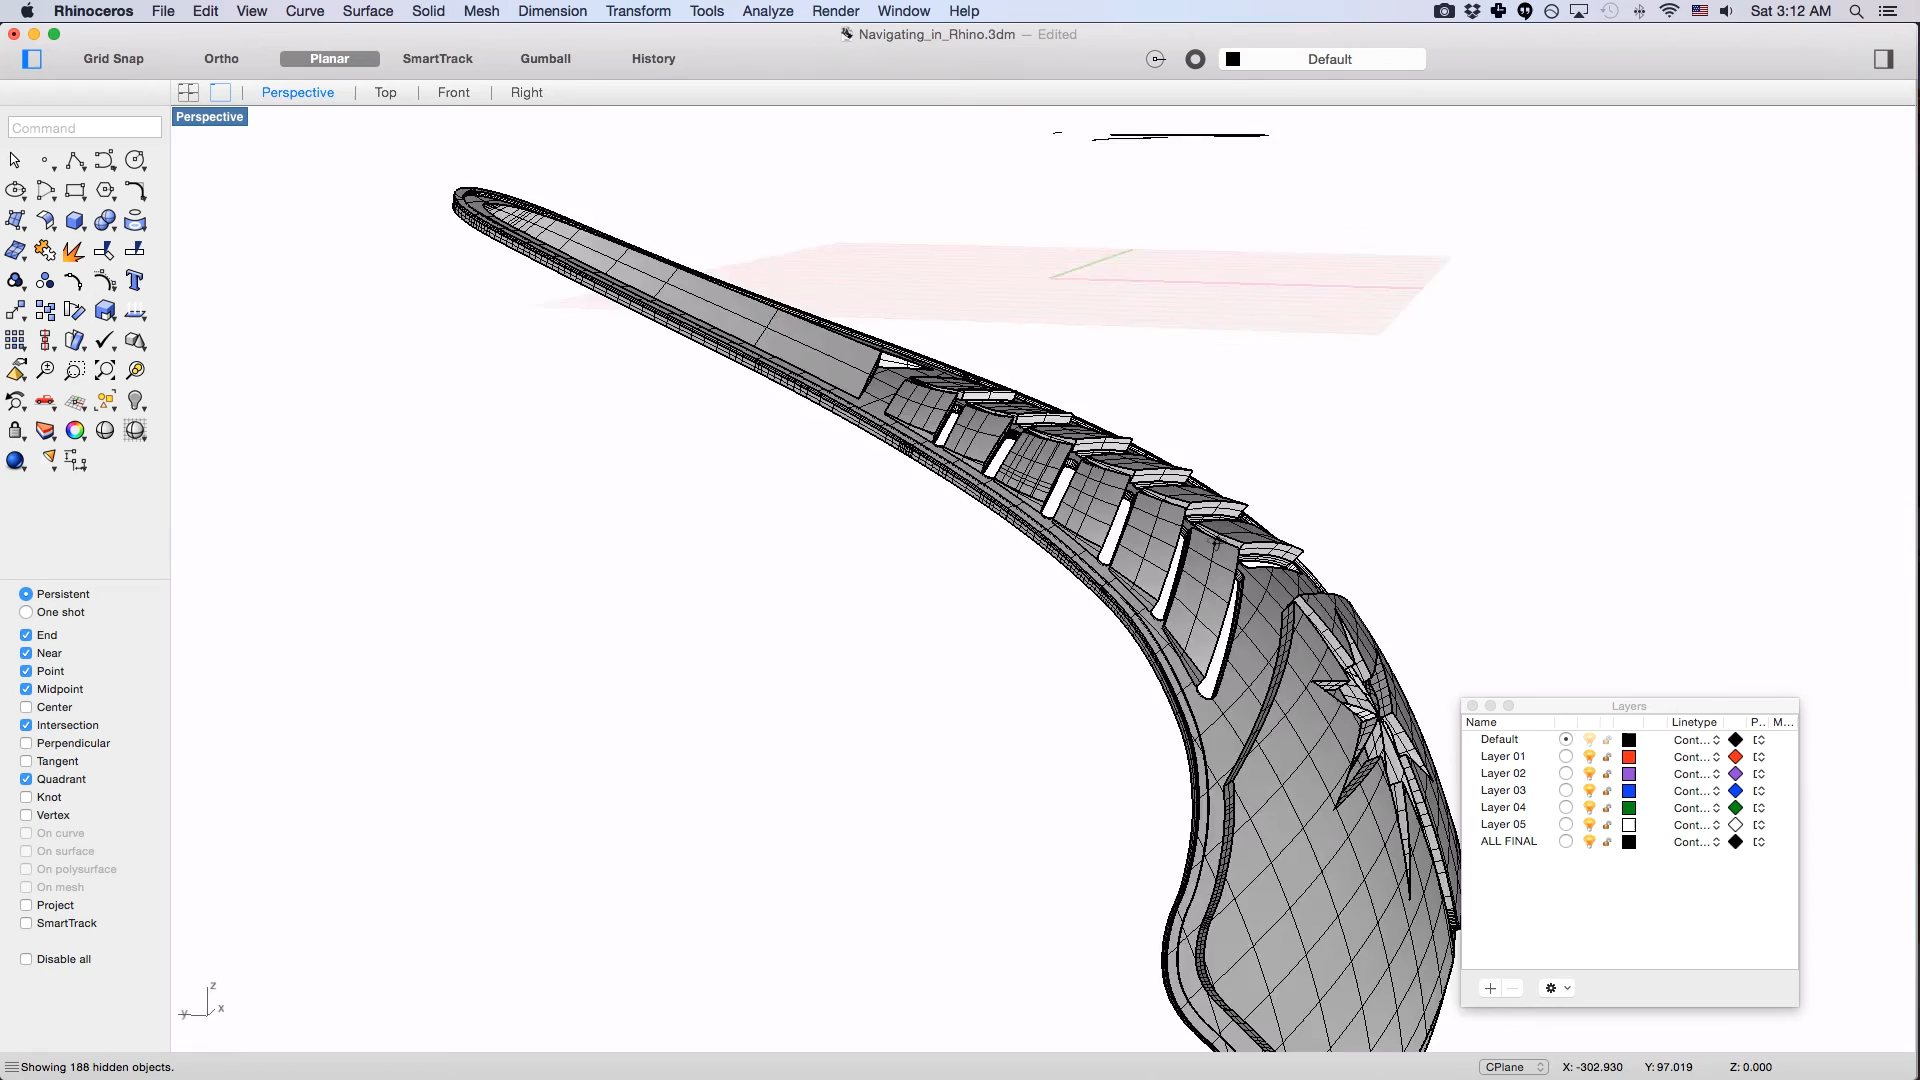 Rhinoceros File Edit View Curve Surface Solid Mesh Dimension Transform Tools Analyze Render Window Help Sat 3:12 AM
Navigating_in_Rhino.3dm — Edited
Grid Snap Ortho Planar SmartTrack Gumball History Default
Perspective Top Front Right
Perspective
Command
Persistent
One shot
End
Near
Point
Midpoint
Center
Intersection
Perpendicular
Tangent
Quadrant
Knot
Vertex
On curve
On surface
On polysurface
On mesh
Project
SmartTrack
Disable all
z
y x
Layers
Name Linetype P.. M...
Default Cont...
Layer 01 Cont...
Layer 02 Cont...
Layer 03 Cont...
Layer 04 Cont...
Layer 05 Cont...
ALL FINAL Cont...
Showing 188 hidden objects. CPlane X: -302.930 Y: 97.019 Z: 0.000